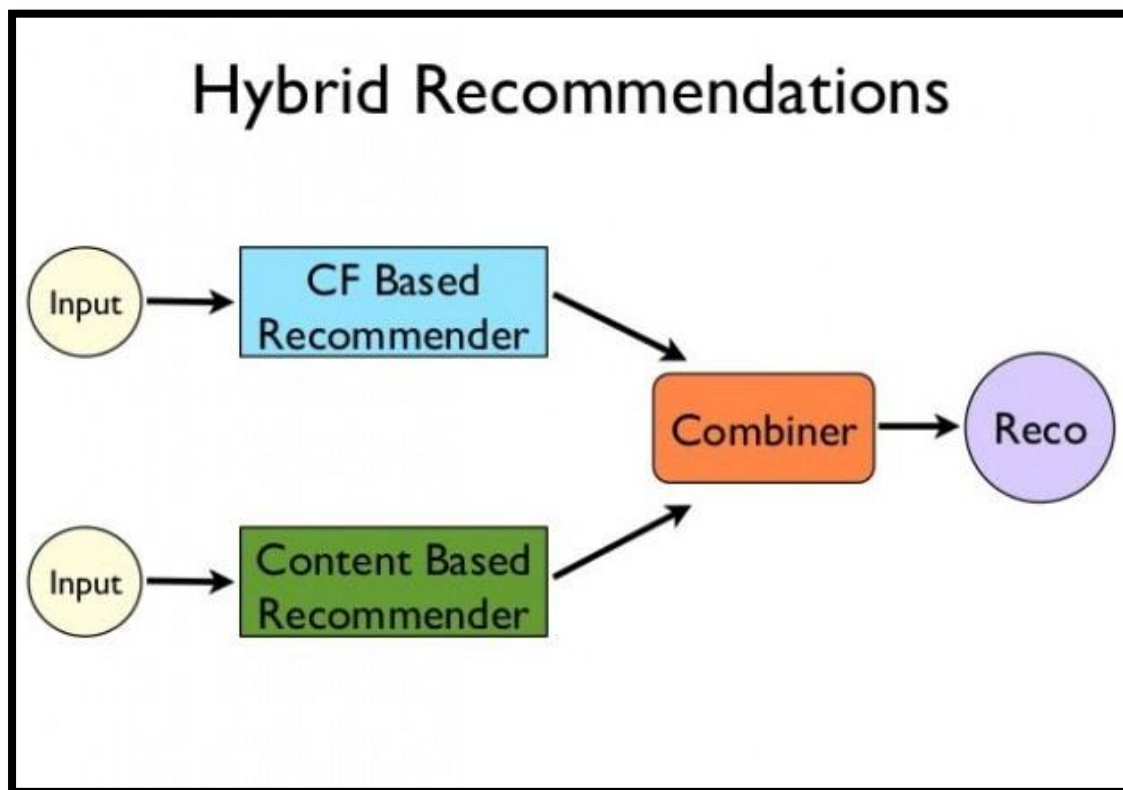 Hybrid Recommendations
Input
CF Based
Recommender
Combiner
Reco
Input
Content Based
Recommender